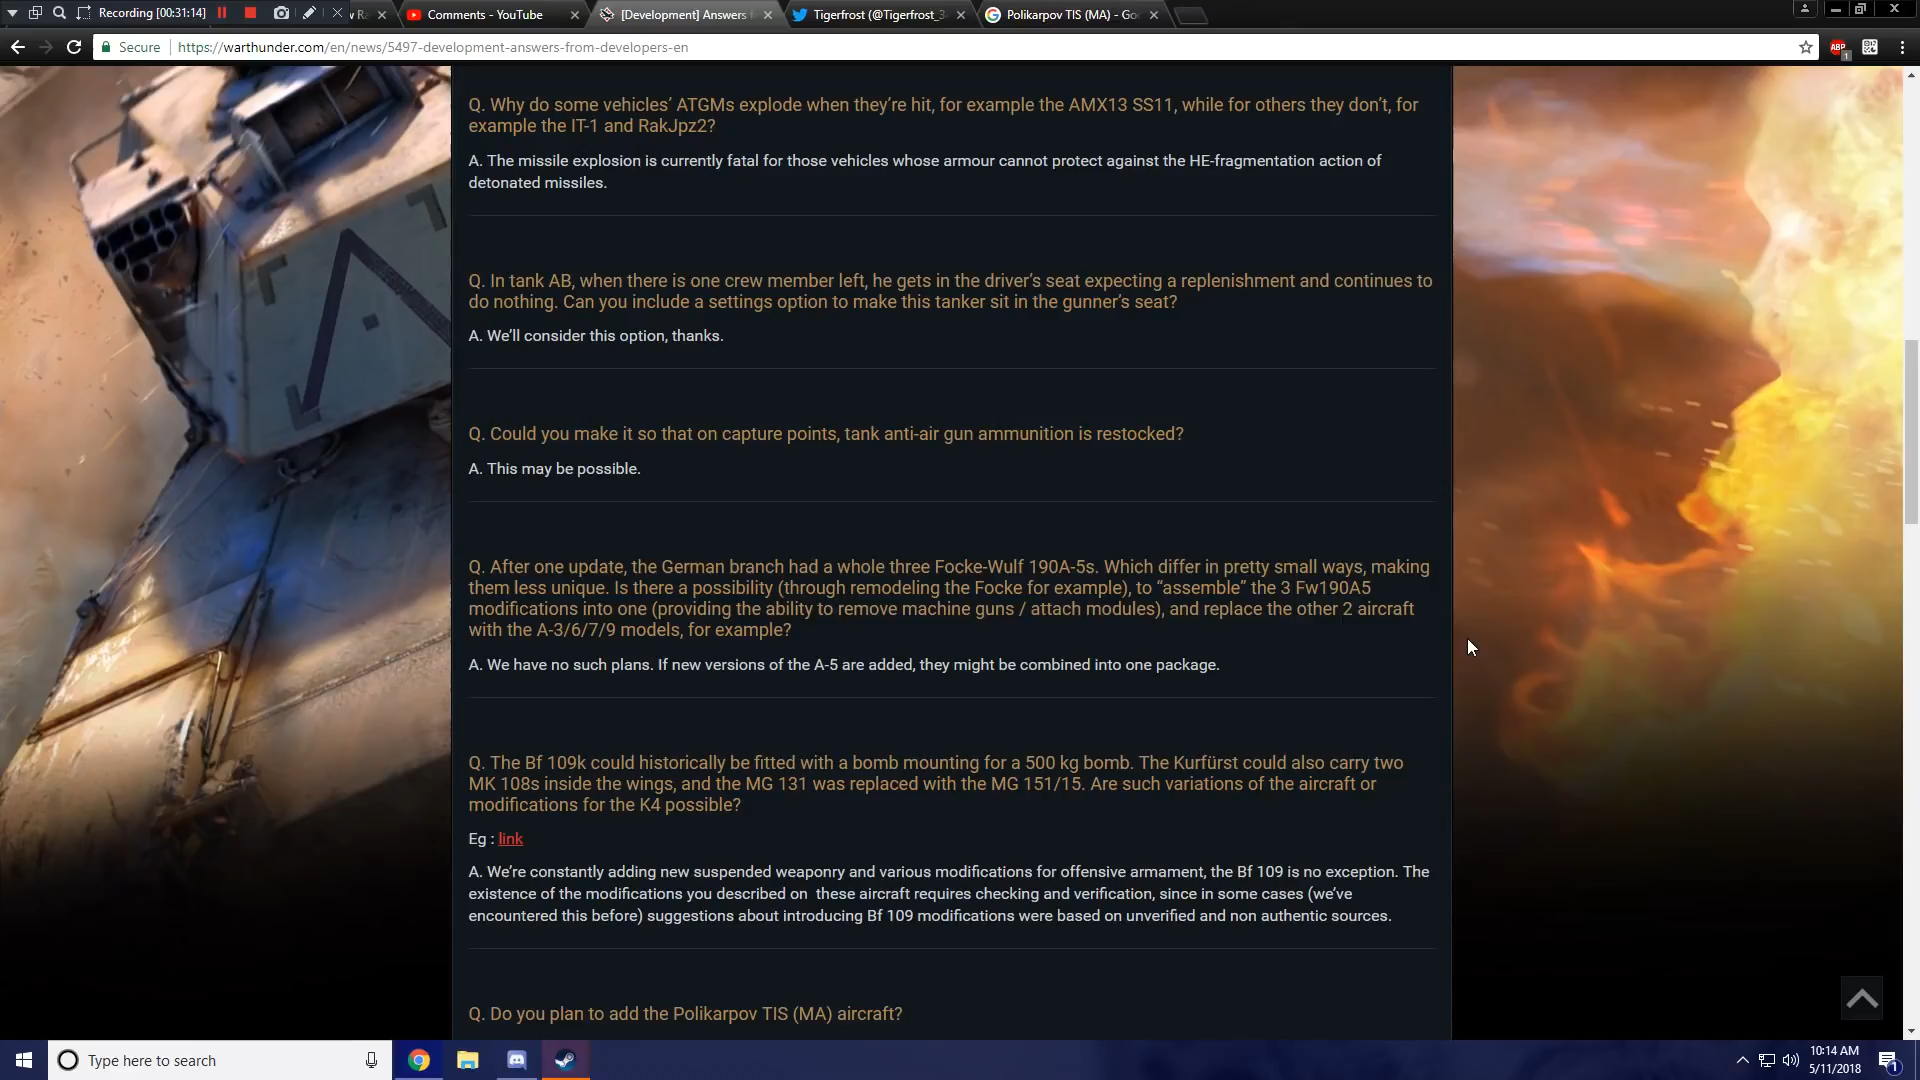 Recording [00:31:14]
Comments - YouTube
[Development] Answers
Tigerfrost (@Tigerfrost_3
Polikarpov TIS (MA) - Go
Secure
https://warthunder.com/en/news/5497-development-answers-from-developers-en
ABP
1
Q. Why do some vehicles’ ATGMs explode when they’re hit, for example the AMX13 SS11, while for others they don’t, for
example the IT-1 and RakJpz2?
A. The missile explosion is currently fatal for those vehicles whose armour cannot protect against the HE-fragmentation action of
detonated missiles.
Q. In tank AB, when there is one crew member left, he gets in the driver’s seat expecting a replenishment and continues to
do nothing. Can you include a settings option to make this tanker sit in the gunner’s seat?
A. We’ll consider this option, thanks.
Q. Could you make it so that on capture points, tank anti-air gun ammunition is restocked?
A. This may be possible.
Q. After one update, the German branch had a whole three Focke-Wulf 190A-5s. Which differ in pretty small ways, making
them less unique. Is there a possibility (through remodeling the Focke for example), to “assemble” the 3 Fw190A5
modifications into one (providing the ability to remove machine guns / attach modules), and replace the other 2 aircraft
with the A-3/6/7/9 models, for example?
A. We have no such plans. If new versions of the A-5 are added, they might be combined into one package.
Q. The Bf 109k could historically be fitted with a bomb mounting for a 500 kg bomb. The Kurfürst could also carry two
MK 108s inside the wings, and the MG 131 was replaced with the MG 151/15. Are such variations of the aircraft or
modifications for the K4 possible?
Eg : link
A. We’re constantly adding new suspended weaponry and various modifications for offensive armament, the Bf 109 is no exception. The
existence of the modifications you described on these aircraft requires checking and verification, since in some cases (we’ve
encountered this before) suggestions about introducing Bf 109 modifications were based on unverified and non authentic sources.
Q. Do you plan to add the Polikarpov TIS (MA) aircraft?
Type here to search
10:14 AM
5/11/2018
1